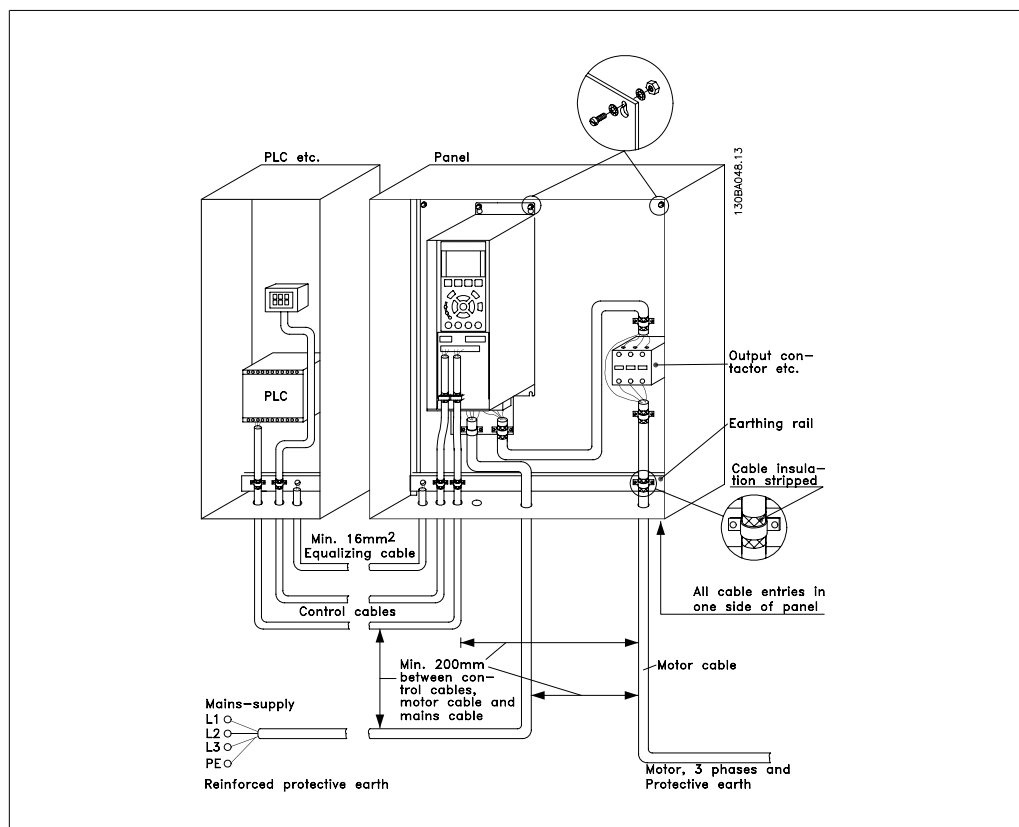 PLC etc.
Panel
130BA048.13
PLC
Output con-
tactor etc.
Earthing rail
Cable insula-
tion stripped
Min. 16mm2
Equalizing cable
All cable entries in
one side of panel
Control cables
Min. 200mm
between con-
trol cables,
motor cable and
mains cable
Motor cable
Mains-supply
L1
L2
L3
PE
Reinforced protective earth
Motor, 3 phases and
Protective earth